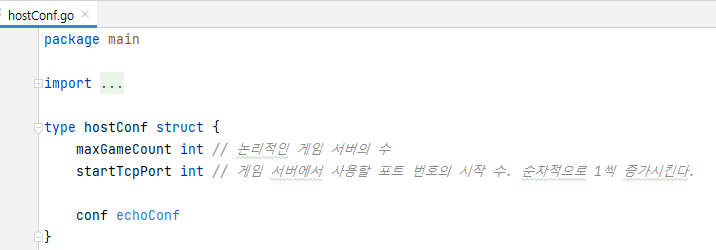 hostConf.go
package main
import ...
type hostConf struct {
maxGameCount int // 논리적인 게임 서버의 수
startTcpPort int // 게임 서버에서 사용할 포트 번호의 시작 수. 순차적으로 1씩 증가시킨다.
conf echoConf
}